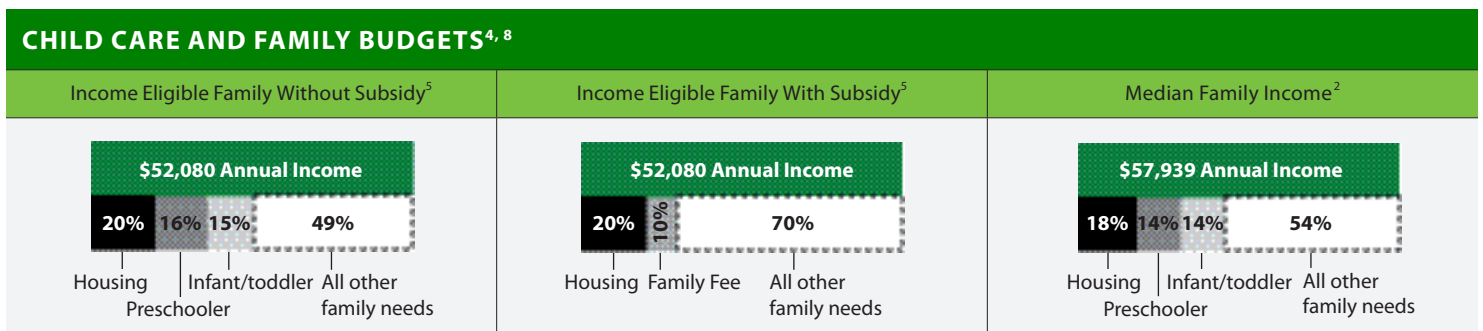 CHILD CARE AND FAMILY BUDGETS4, 8
Income Eligible Family Without Subsidy5
$52,080 Annual Income
20% 16% 15% 49%
Housing
Preschooler
Infant/toddler
All other
family needs
Income Eligible Family With Subsidy5
$52,080 Annual Income
20% 10% 70%
Housing
Family Fee
All other
family needs
Median Family Income2
$57,939 Annual Income
18% 14% 14% 54%
Housing
Preschooler
Infant/toddler
All other
family needs